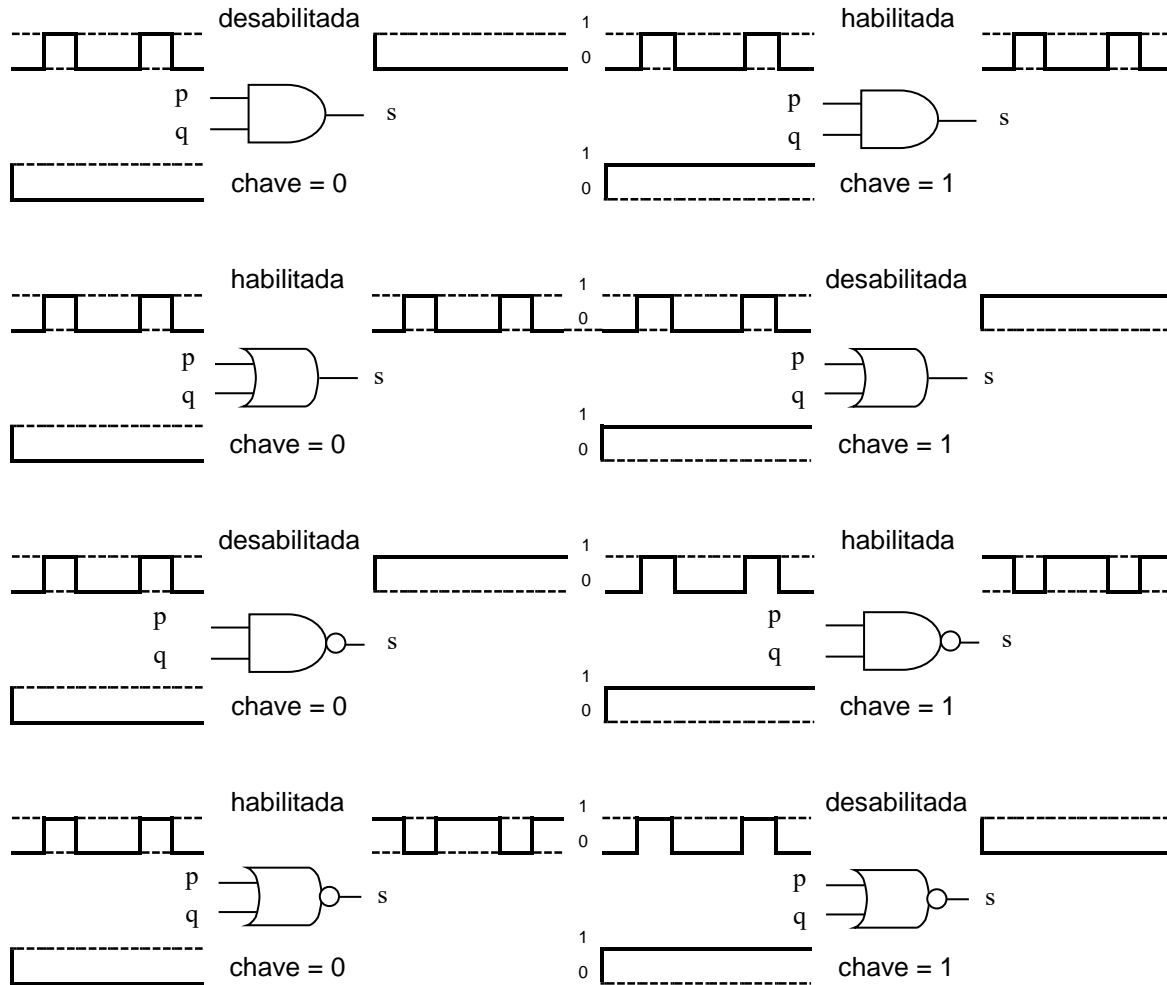 desabilitada 1 habilitada
0
p s p s
q q
1
chave = 0 0 chave = 1
habilitada 1 desabilitada
0
p s p s
q q
1
chave = 0 0 chave = 1
desabilitada 1 habilitada
0
p s p s
q q
1
chave = 0 0 chave = 1
habilitada 1 desabilitada
0
p s p s
q q
1
chave = 0 0 chave = 1